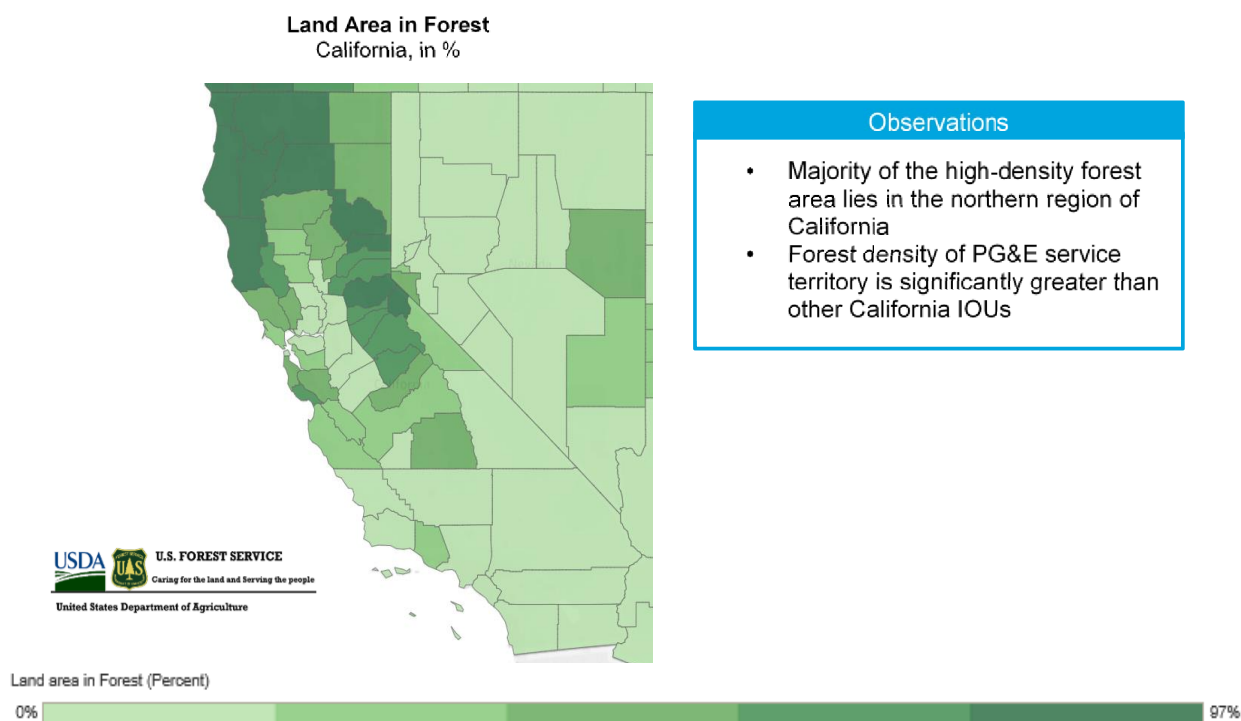 Land Area in Forest
California, in %
Observations
• Majority of the high-density forest
area lies in the northern region of
California
• Forest density of PG&E service
territory is significantly greater than
other California IOUs
Nevada
California
USDA
U.S. FOREST SERVICE
Caring for the land and Serving the people
United States Department of Agriculture
Land area in Forest (Percent)
0%
97%